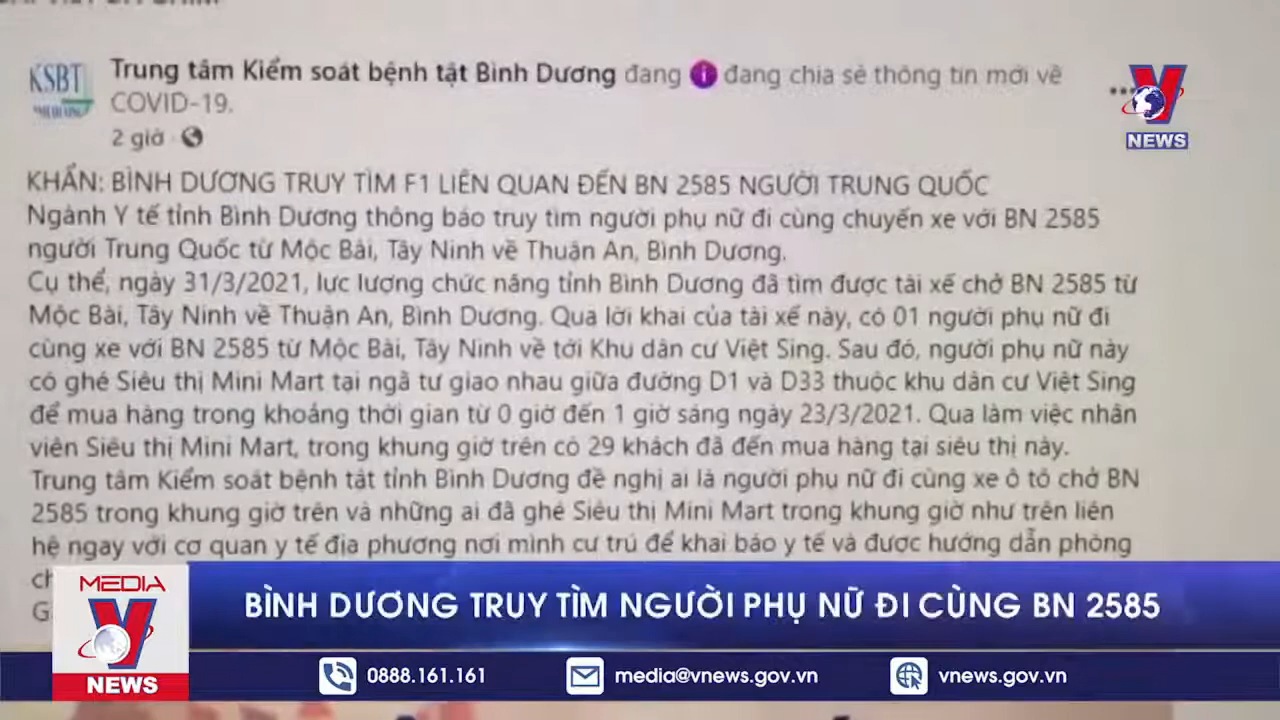 KSBT
Trung tâm Kiểm soát bệnh tật Bình Dương đang i đang chia sẻ thông tin mới về
COVID-19.
2 giờ ·
NEWS
KHẨN: BÌNH DƯƠNG TRUY TÌM F1 LIÊN QUAN ĐẾN BN 2585 NGƯỜI TRUNG QUỐC
Ngành Y tế tỉnh Bình Dương thông báo truy tìm người phụ nữ đi cùng chuyến xe với BN 2585
người Trung Quốc từ Mộc Bài, Tây Ninh về Thuận An, Bình Dương.
Cụ thể, ngày 31/3/2021, lực lượng chức năng tỉnh Bình Dương đã tìm được tài xế chở BN 2585 từ
Mộc Bài, Tây Ninh về Thuận An, Bình Dương. Qua lời khai của tài xế này, có 01 người phụ nữ đi
cùng xe với BN 2585 từ Mộc Bài, Tây Ninh về tới Khu dân cư Việt Sing. Sau đó, người phụ nữ này
có ghé Siêu thị Mini Mart tại ngã tư giao nhau giữa đường D1 và D33 thuộc khu dân cư Việt Sing
để mua hàng trong khoảng thời gian từ 0 giờ đến 1 giờ sáng ngày 23/3/2021. Qua làm việc nhân
viên Siêu thị Mini Mart, trong khung giờ trên có 29 khách đã đến mua hàng tại siêu thị này.
Trung tâm Kiểm soát bệnh tật tỉnh Bình Dương đề nghị ai là người phụ nữ đi cùng xe ô tô chở BN
2585 trong khung giờ trên và những ai đã ghé Siêu thị Mini Mart trong khung giờ như trên liên
hệ ngay với cơ quan y tế địa phương nơi mình cư trú để khai báo y tế và được hướng dẫn phòng
MEDIA
NEWS
BÌNH DƯƠNG TRUY TÌM NGƯỜI PHỤ NỮ ĐI CÙNG BN 2585
0888.161.161
media@vnews.gov.vn
vnews.gov.vn